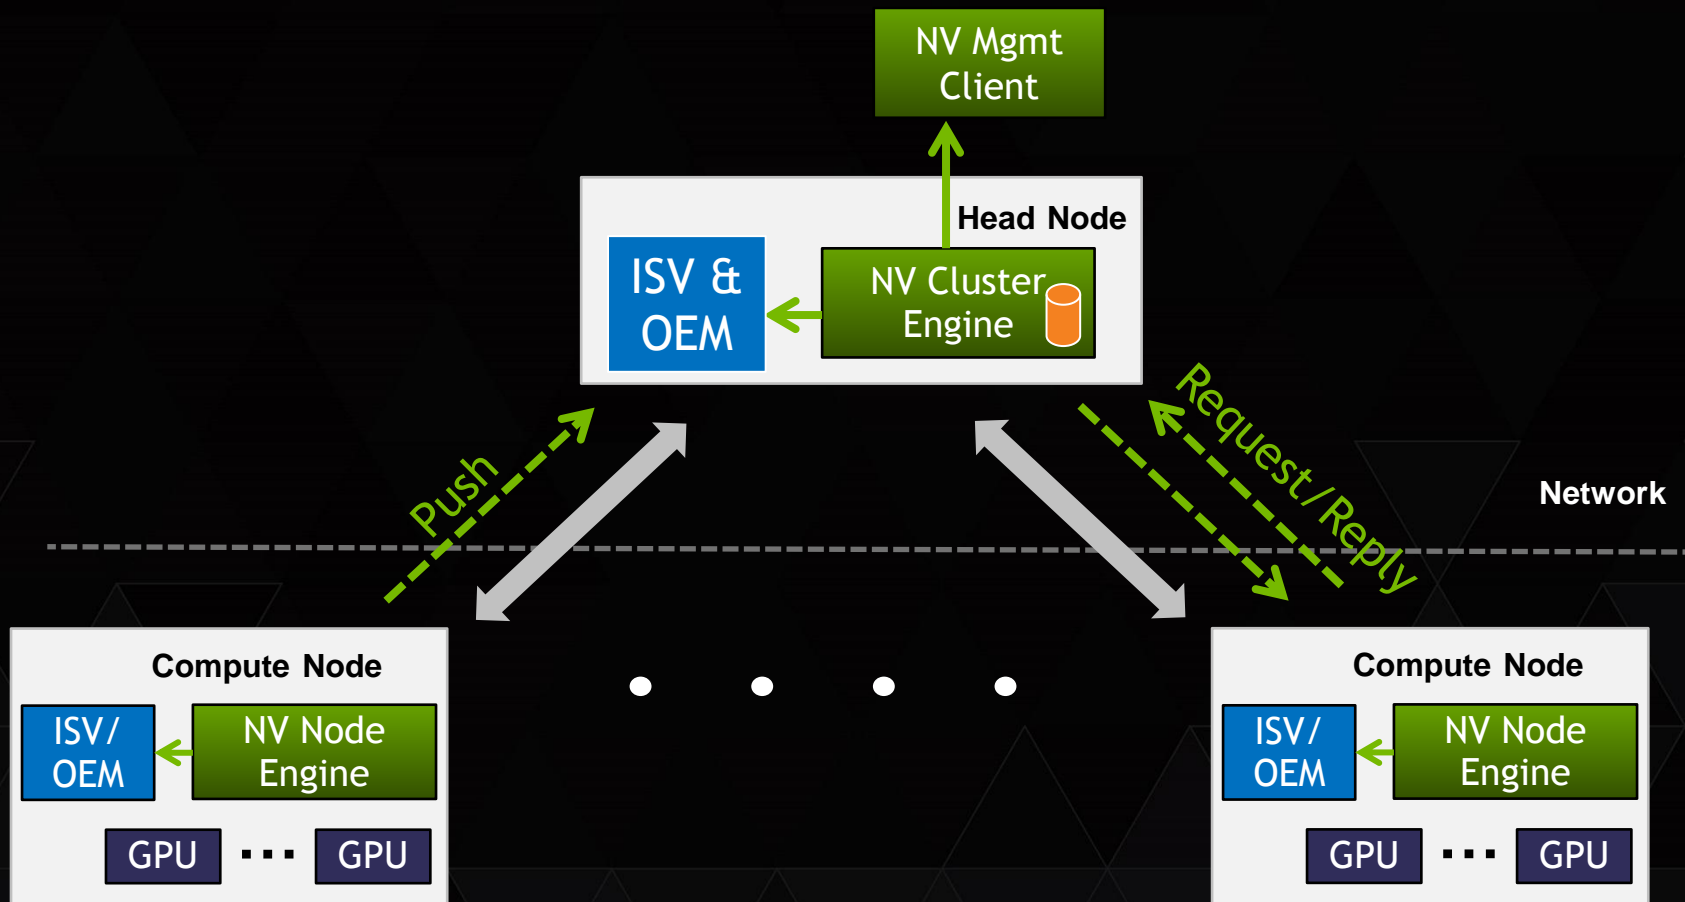 NV Mgmt
Client
Head Node
ISV &
OEM
NV Cluster
Engine
Push
Request/Reply
Network
Compute Node
ISV/
OEM
NV Node
Engine
GPU ... GPU
Compute Node
ISV/
OEM
NV Node
Engine
GPU ... GPU